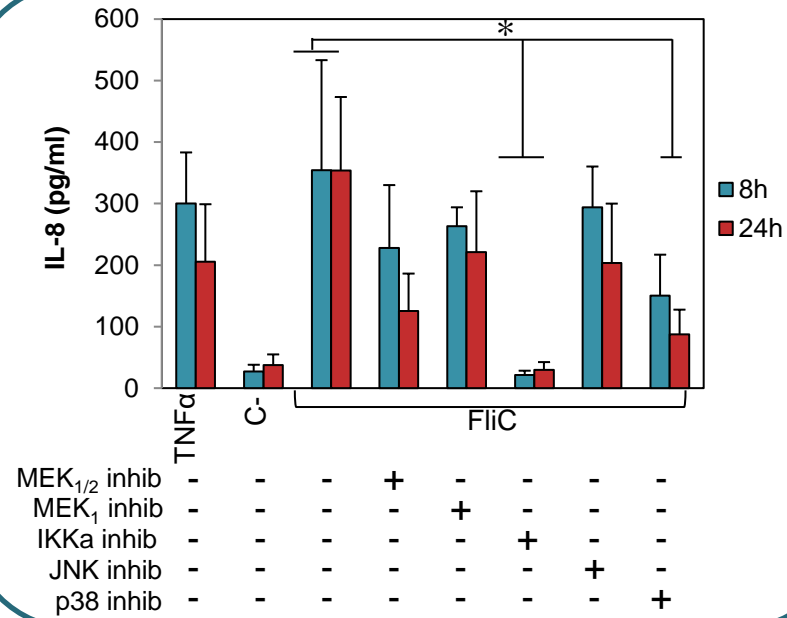 600
500
400
300
200
100
0
IL-8 (pg/ml)
*
8h
24h
TNFα
C-
FliC
MEK1/2 inhib - - - + - - - -
MEK1 inhib - - - - + - - -
IKKa inhib - - - - - + - -
JNK inhib - - - - - - + -
p38 inhib - - - - - - - +